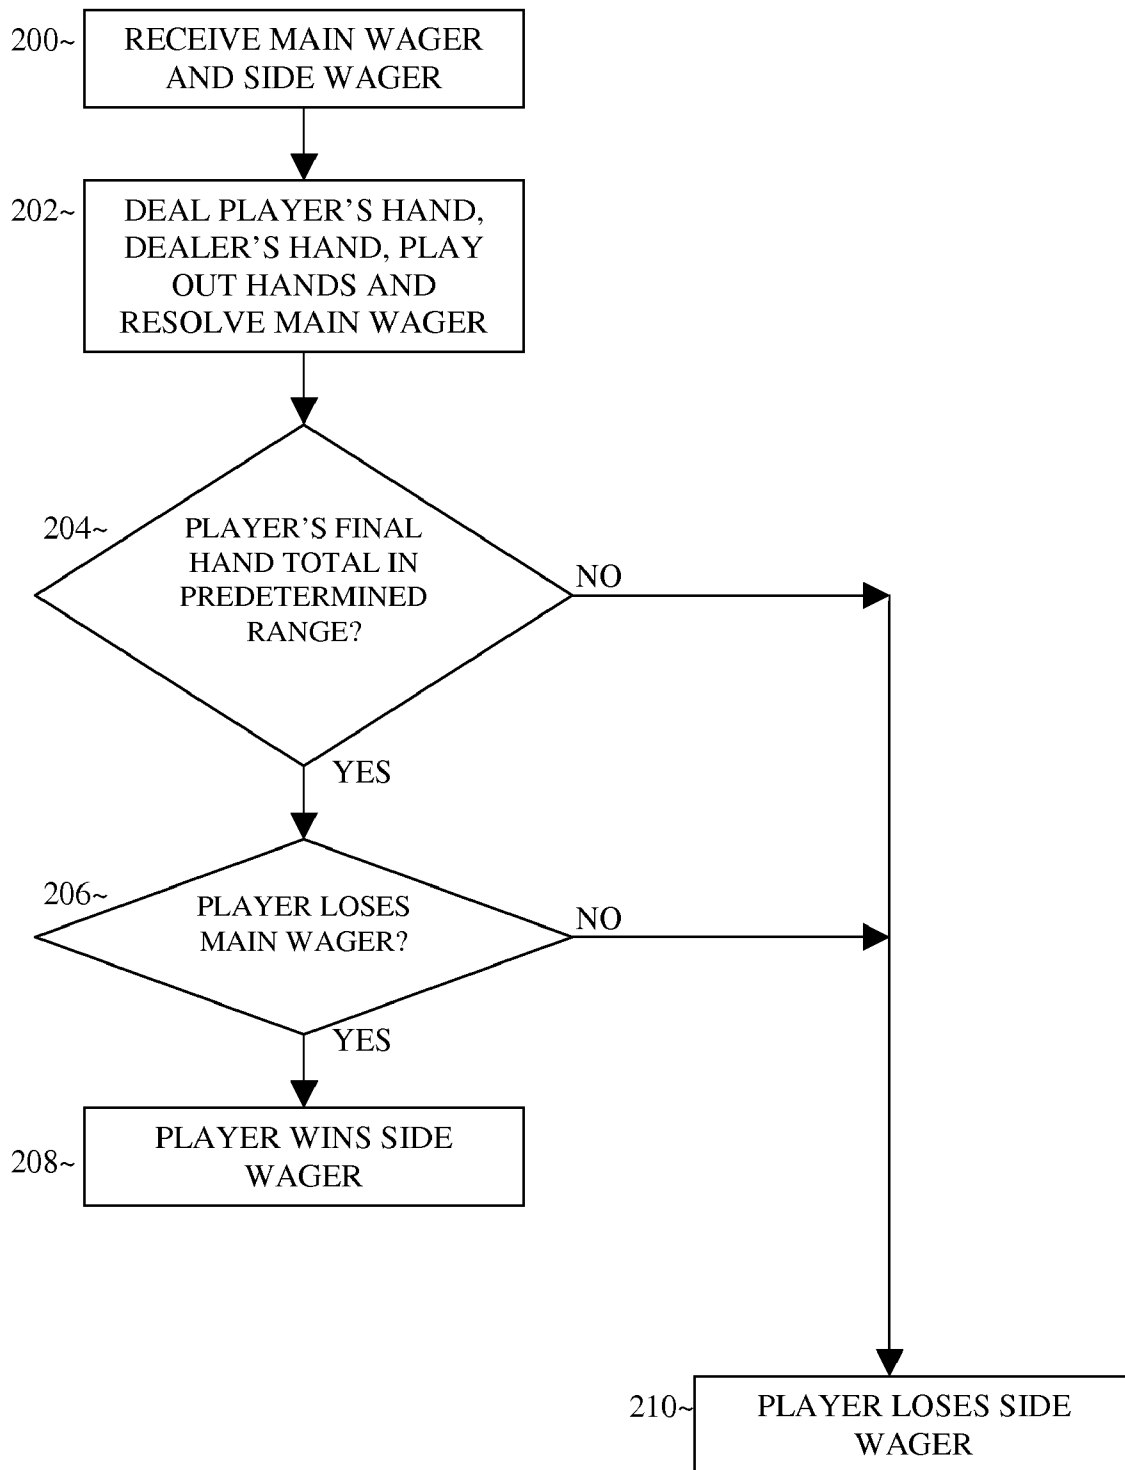 200~ RECEIVE MAIN WAGER
AND SIDE WAGER
202~ DEAL PLAYER'S HAND,
DEALER'S HAND, PLAY
OUT HANDS AND
RESOLVE MAIN WAGER
204~ PLAYER'S FINAL
HAND TOTAL IN
PREDETERMINED
RANGE?
NO
YES
206~ PLAYER LOSES
MAIN WAGER?
NO
YES
208~ PLAYER WINS SIDE
WAGER
210~ PLAYER LOSES SIDE
WAGER